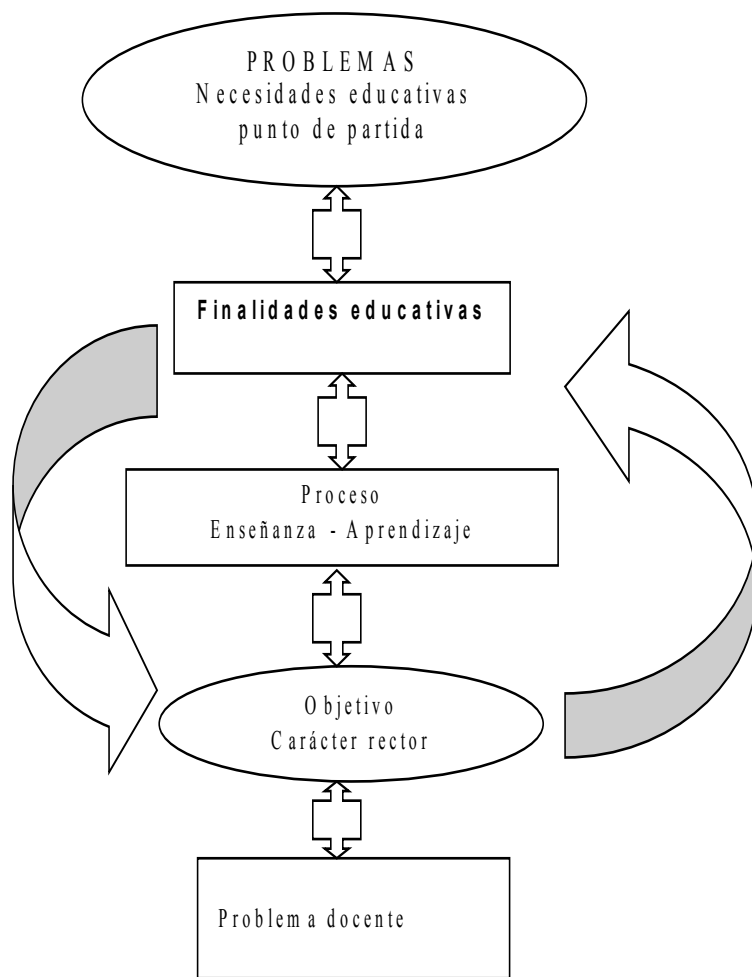 PROBLEMAS
Necesidades educativas
punto de partida
Finalidades educativas
Proceso
Enseñanza - Aprendizaje
Objetivo
Carácter rector
Problema docente